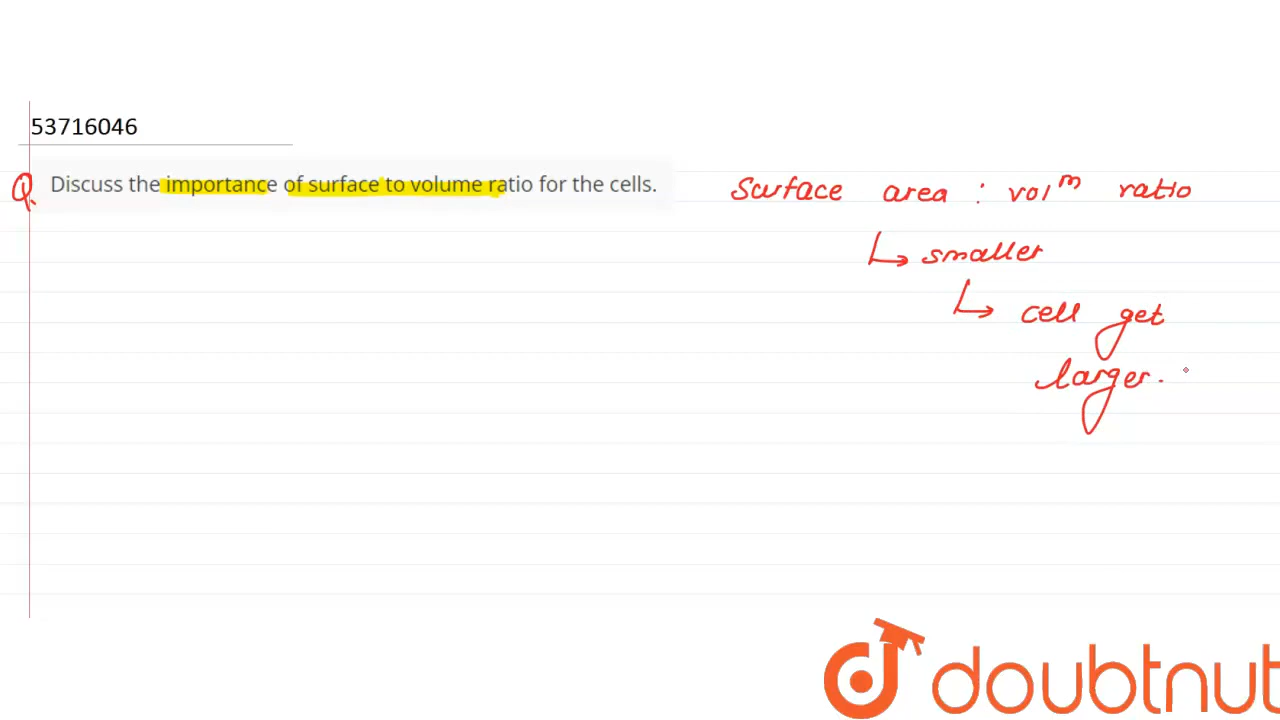 53716046
Q. Discuss the importance of surface to volume ratio for the cells.
Surface area : volᵐ ratio
↳ smaller
↳ cell get
larger.
doubtnut